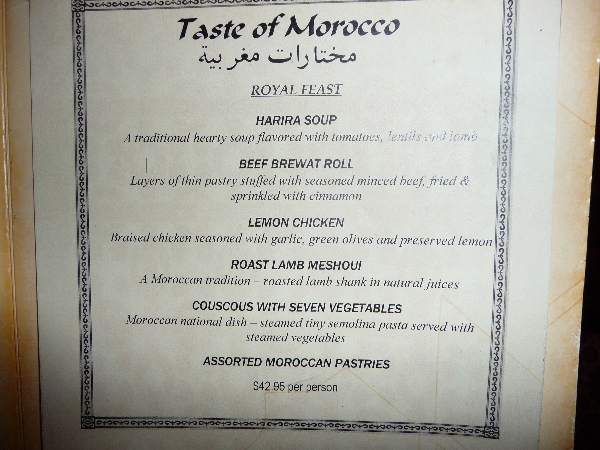 Taste of Morocco
مختارات مغربية
ROYAL FEAST
HARIRA SOUP
A traditional hearty soup flavored with tomatoes, lentils and lamb
BEEF BREWAT ROLL
Layers of thin pastry stuffed with seasoned minced beef, fried &
sprinkled with cinnamon
LEMON CHICKEN
Braised chicken seasoned with garlic, green olives and preserved lemon
ROAST LAMB MESHOUI
A Moroccan tradition – roasted lamb shank in natural juices
COUSCOUS WITH SEVEN VEGETABLES
Moroccan national dish – steamed tiny semolina pasta served with
steamed vegetables
ASSORTED MOROCCAN PASTRIES
$42.95 per person